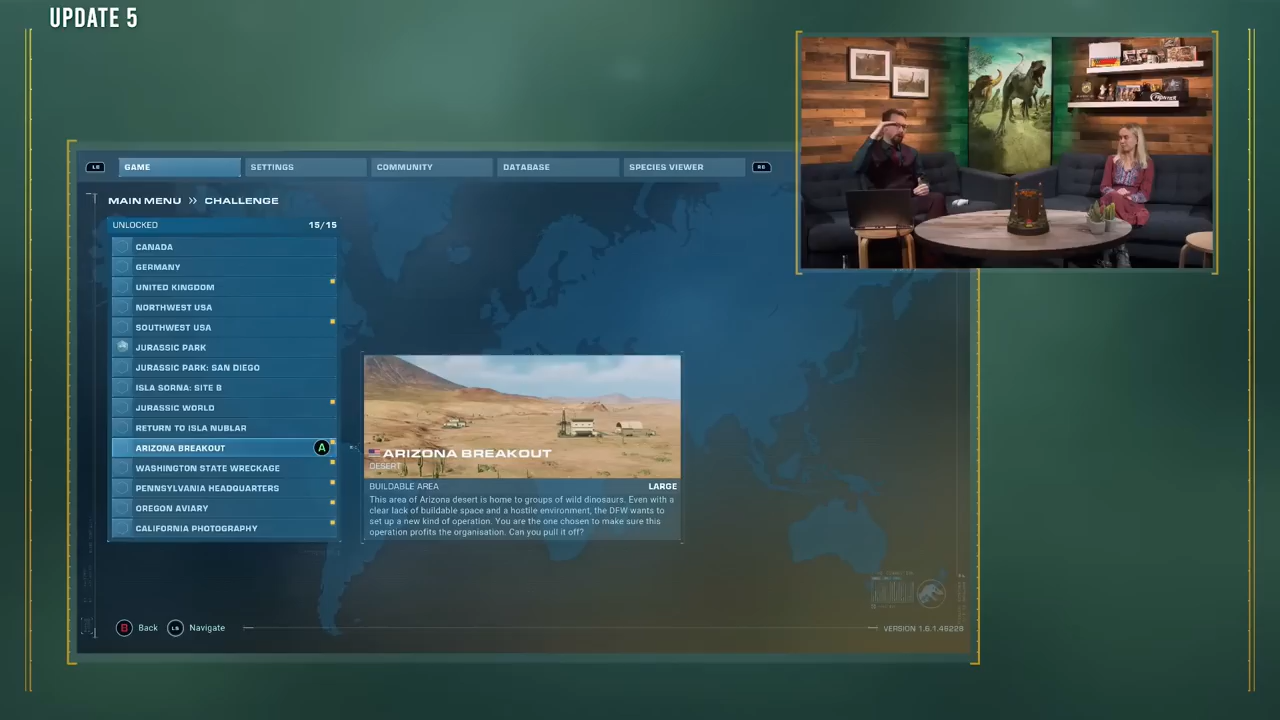 UPDATE 5
LB
GAME
SETTINGS
COMMUNITY
DATABASE
SPECIES VIEWER
RB
MAIN MENU >> CHALLENGE
UNLOCKED 15/15
CANADA
GERMANY
UNITED KINGDOM
NORTHWEST USA
SOUTHWEST USA
JURASSIC PARK
JURASSIC PARK: SAN DIEGO
ISLA SORNA: SITE B
JURASSIC WORLD
RETURN TO ISLA NUBLAR
ARIZONA BREAKOUT A
WASHINGTON STATE WRECKAGE
PENNSYLVANIA HEADQUARTERS
OREGON AVIARY
CALIFORNIA PHOTOGRAPHY
ARIZONA BREAKOUT
DESERT
BUILDABLE AREA LARGE
This area of Arizona desert is home to groups of wild dinosaurs. Even with a
clear lack of buildable space and a hostile environment, the DFW wants to
set up a new kind of operation. You are the one chosen to make sure this
operation profits the organisation. Can you pull it off?
B Back LS Navigate
VERSION 1.6.1.46229
FRONTIER